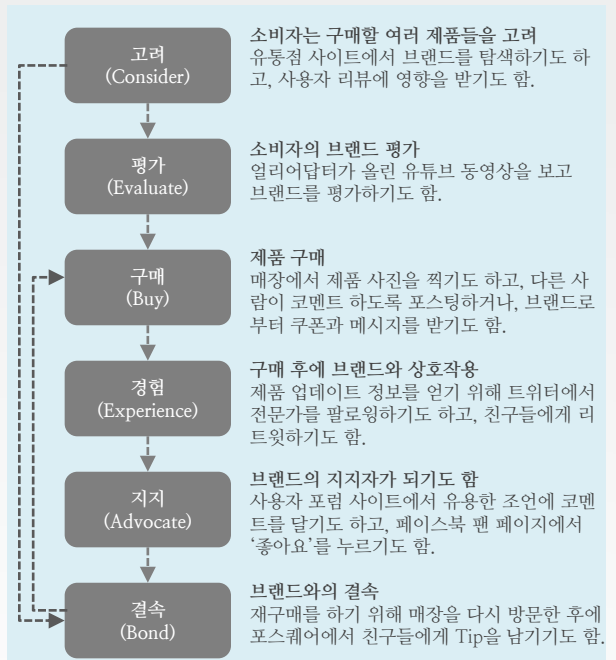 고려
(Consider)
소비자는 구매할 여러 제품들을 고려
유통점 사이트에서 브랜드를 탐색하기도 하
고, 사용자 리뷰에 영향을 받기도 함.
평가
(Evaluate)
소비자의 브랜드 평가
얼리어답터가 올린 유튜브 동영상을 보고
브랜드를 평가하기도 함.
구매
(Buy)
제품 구매
매장에서 제품 사진을 찍기도 하고, 다른 사
람이 코멘트 하도록 포스팅하거나, 브랜드로
부터 쿠폰과 메시지를 받기도 함.
경험
(Experience)
구매 후에 브랜드와 상호작용
제품 업데이트 정보를 얻기 위해 트위터에서
전문가를 팔로윙하기도 하고, 친구들에게 리
트윗하기도 함.
지지
(Advocate)
브랜드의 지지자가 되기도 함
사용자 포럼 사이트에서 유용한 조언에 코멘
트를 달기도 하고, 페이스북 팬 페이지에서
‘좋아요’를 누르기도 함.
결속
(Bond)
브랜드와의 결속
재구매를 하기 위해 매장을 다시 방문한 후에
포스퀘어에서 친구들에게 Tip을 남기기도 함.